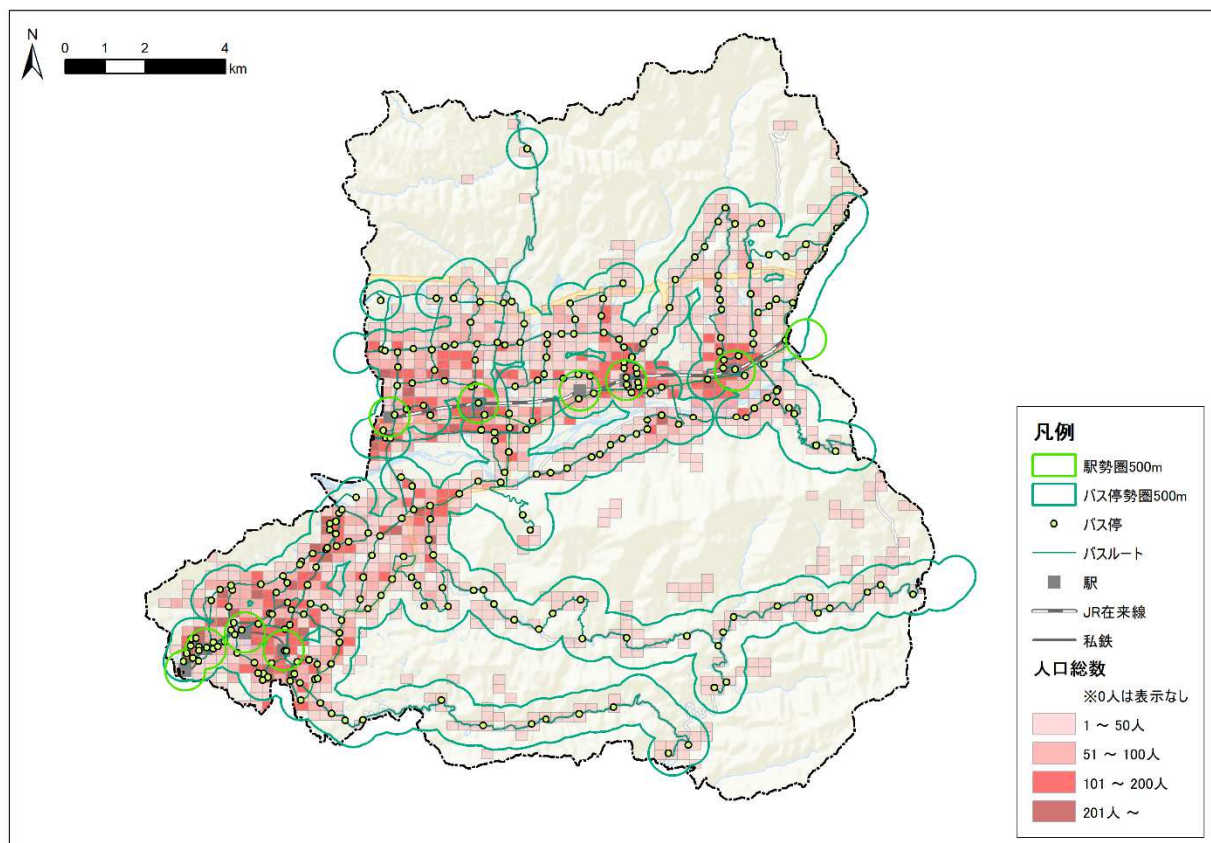 N
0 1 2 4
km
凡例
駅勢圏500m
バス停勢圏500m
バス停
バスルート
駅
JR在来線
私鉄
人口総数
※0人は表示なし
1 ~ 50人
51 ~ 100人
101 ~ 200人
201人 ~